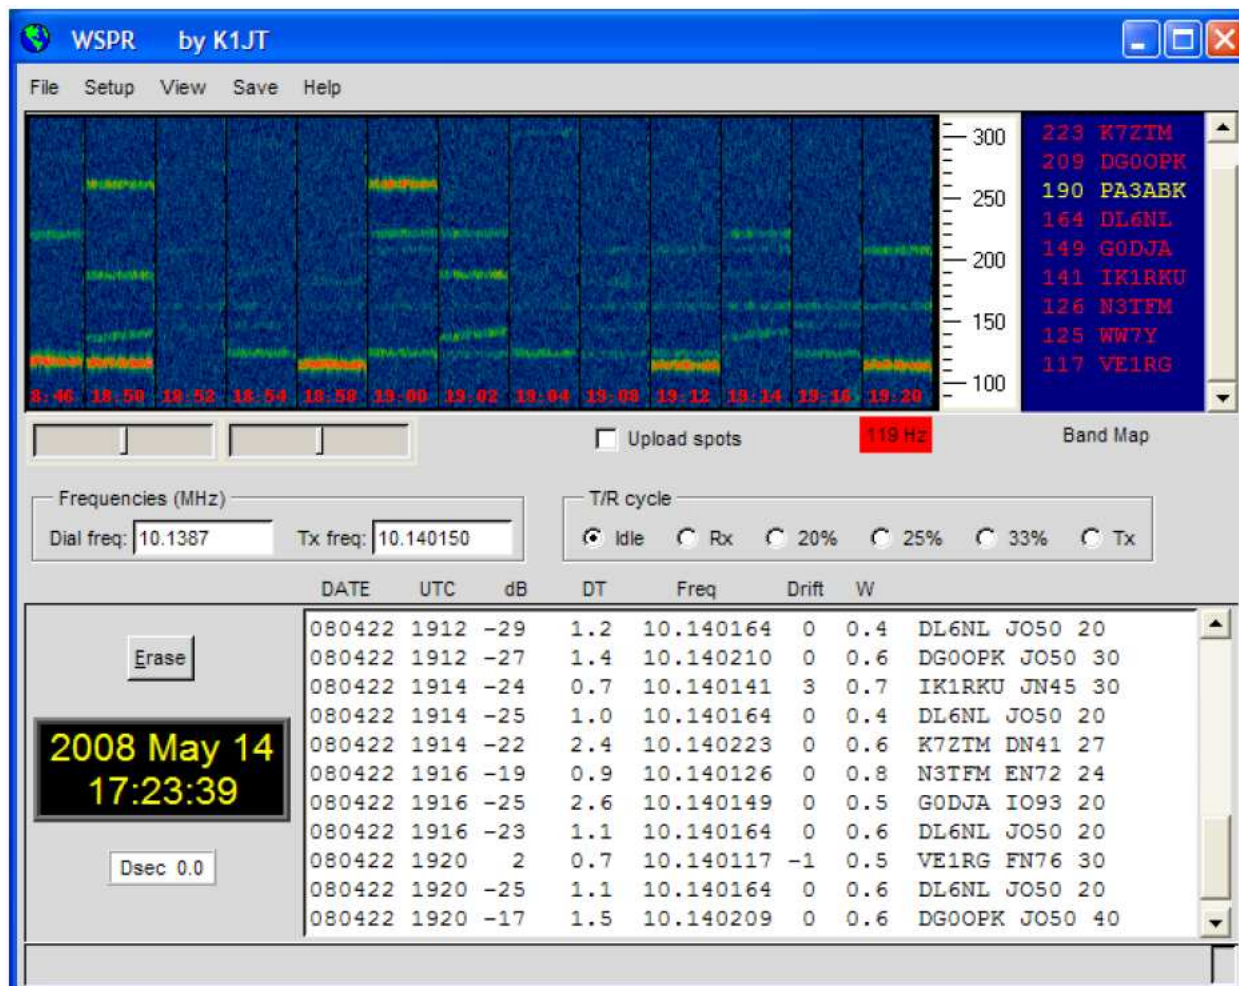 WSPR by K1JT
File Setup View Save Help
300
250
200
150
100
8:46 18:50 18:52 18:54 18:58 19:00 19:02 19:04 19:08 19:12 19:14 19:16 19:20
223 K7ZTM
209 DG0OPK
190 PA3ABK
164 DL6NL
149 G0DJA
141 IK1RKU
126 N3TFM
125 WW7Y
117 VE1RG
Upload spots 119 Hz Band Map
Frequencies (MHz) T/R cycle
Dial freq: 10.1387 Tx freq: 10.140150 Idle Rx 20% 25% 33% Tx
DATE UTC dB DT Freq Drift W
Erase
2008 May 14
17:23:39
Dsec 0.0
080422 1912 -29 1.2 10.140164 0 0.4 DL6NL JO50 20
080422 1912 -27 1.4 10.140210 0 0.6 DG0OPK JO50 30
080422 1914 -24 0.7 10.140141 3 0.7 IK1RKU JN45 30
080422 1914 -25 1.0 10.140164 0 0.4 DL6NL JO50 20
080422 1914 -22 2.4 10.140223 0 0.6 K7ZTM DN41 27
080422 1916 -19 0.9 10.140126 0 0.8 N3TFM EN72 24
080422 1916 -25 2.6 10.140149 0 0.5 G0DJA IO93 20
080422 1916 -23 1.1 10.140164 0 0.6 DL6NL JO50 20
080422 1920 2 0.7 10.140117 -1 0.5 VE1RG FN76 30
080422 1920 -25 1.1 10.140164 0 0.6 DL6NL JO50 20
080422 1920 -17 1.5 10.140209 0 0.6 DG0OPK JO50 40